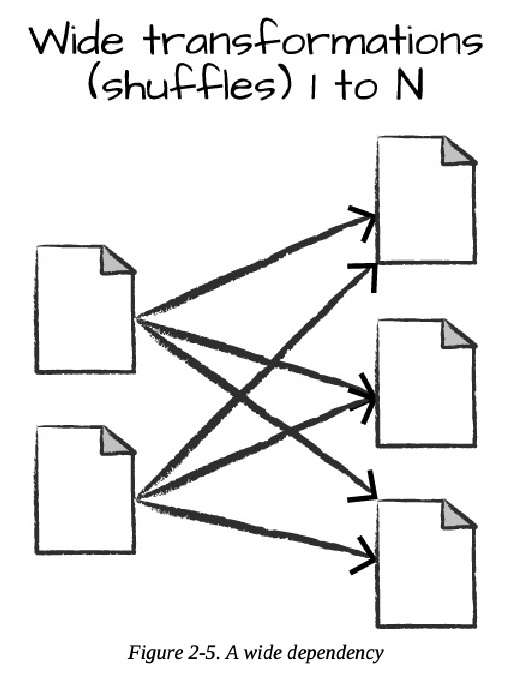 Wide transformations
(shuffles) 1 to N
Figure 2-5. A wide dependency